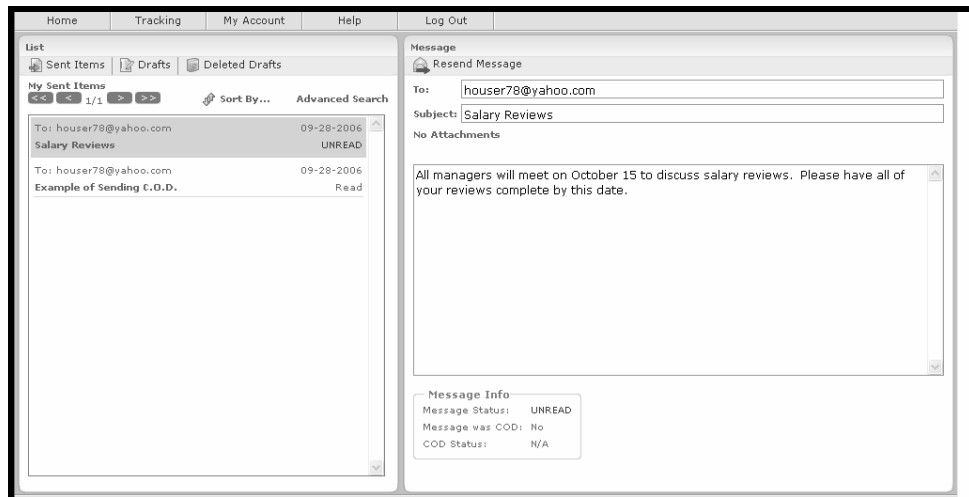 Home Tracking My Account Help Log Out
List
Sent Items Drafts Deleted Drafts
My Sent Items
<< < 1/1 > >> Sort By... Advanced Search
To: houser78@yahoo.com 09-28-2006
Salary Reviews UNREAD
To: houser78@yahoo.com 09-28-2006
Example of Sending C.O.D. Read
Message
Resend Message
To: houser78@yahoo.com
Subject: Salary Reviews
No Attachments
All managers will meet on October 15 to discuss salary reviews. Please have all of
your reviews complete by this date.
Message Info
Message Status: UNREAD
Message was COD: No
COD Status: N/A